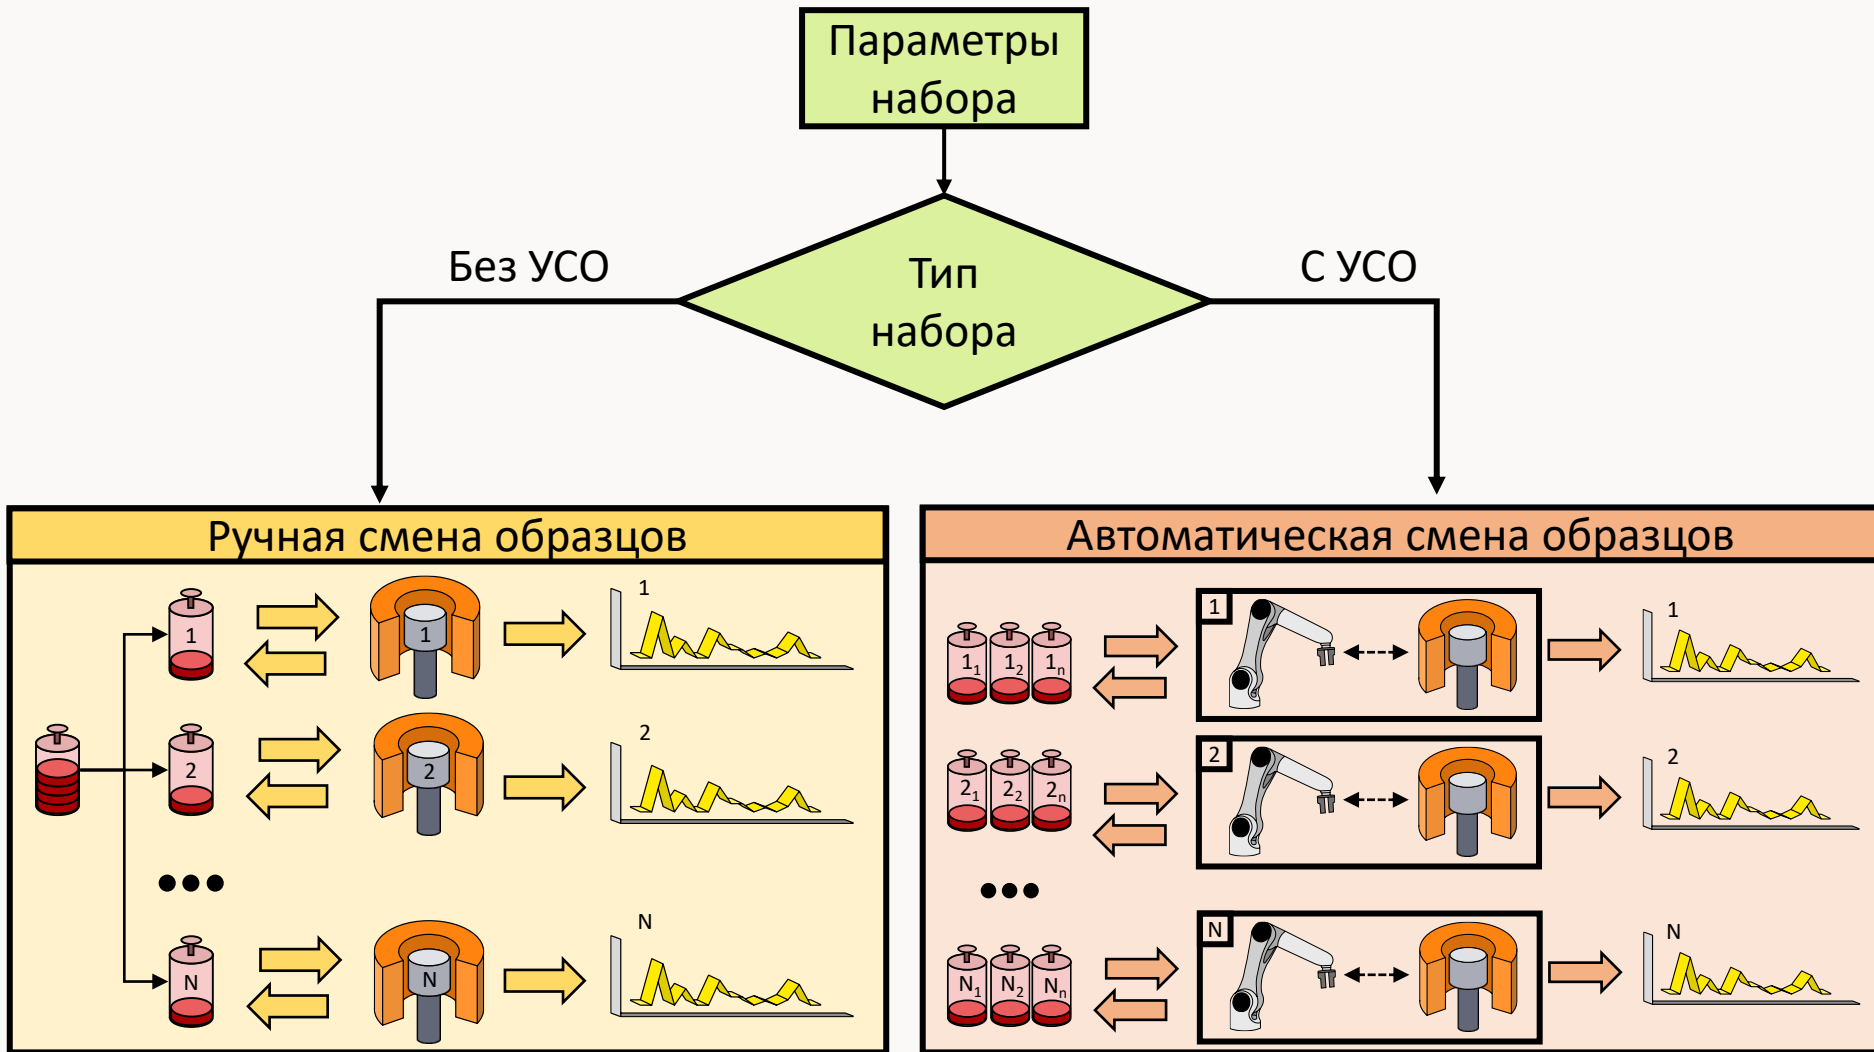 Параметры
набора
Без УСО
Тип
набора
С УСО
Ручная смена образцов
1
1
1
2
2
2
N
N
N
Автоматическая смена образцов
1₁ 1₂ 1ₙ
1
1
2₁ 2₂ 2ₙ
2
2
N₁ N₂ Nₙ
N
N